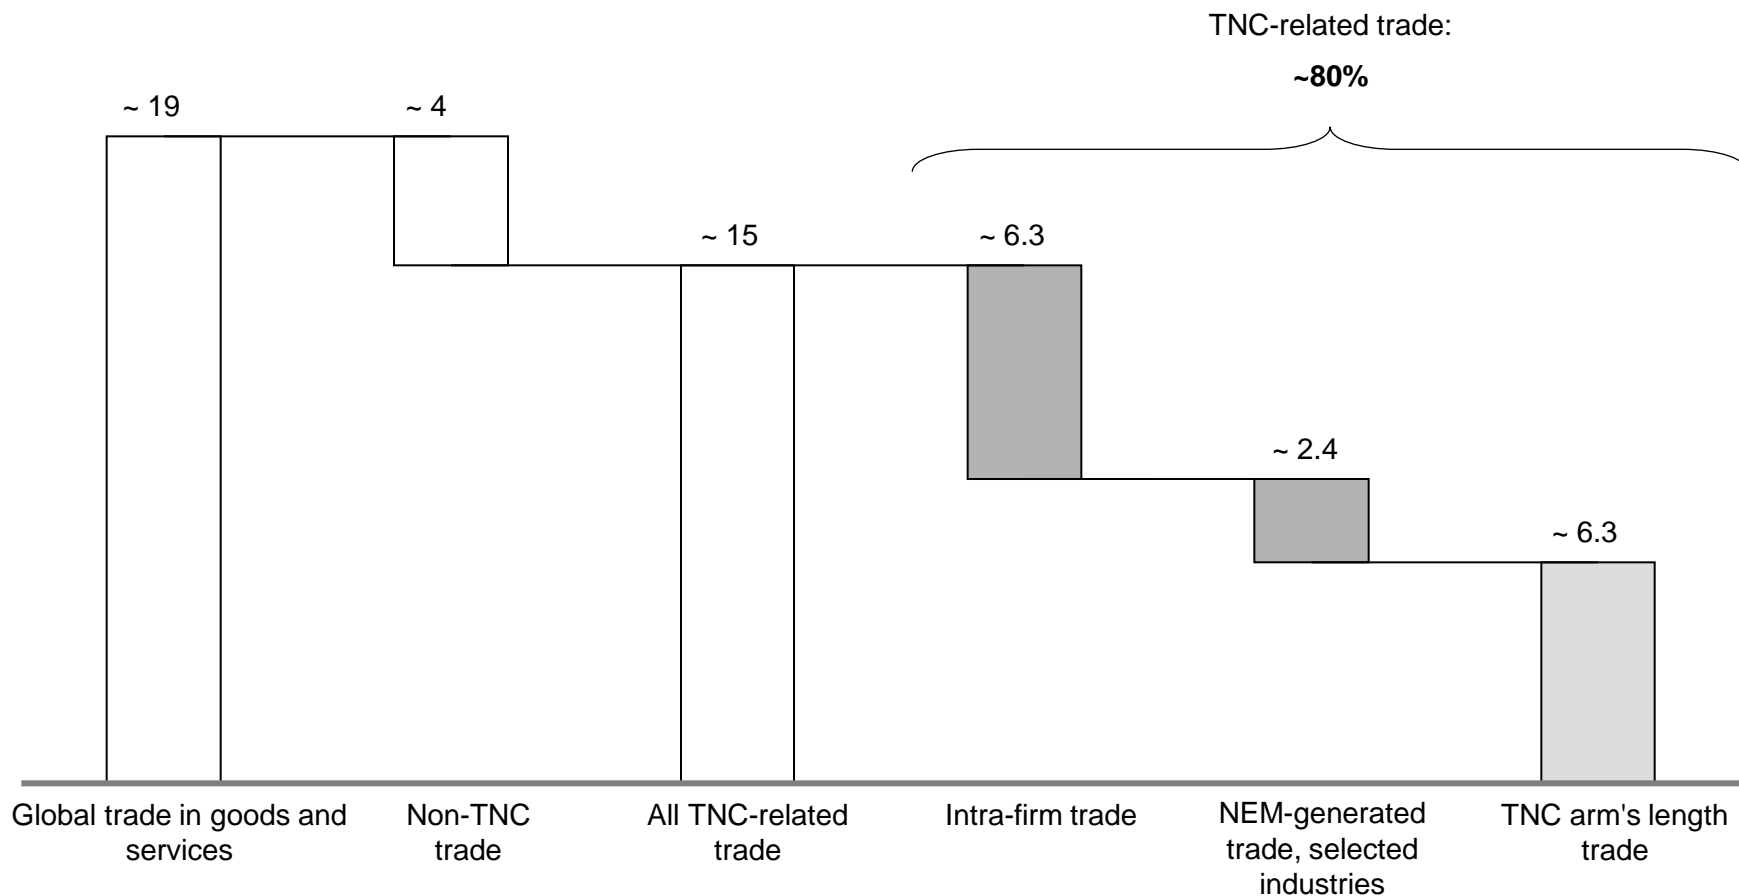 TNC-related trade:
~80%
~ 19
~ 4
~ 15
~ 6.3
~ 2.4
~ 6.3
Global trade in goods and
services
Non-TNC
trade
All TNC-related
trade
Intra-firm trade
NEM-generated
trade, selected
industries
TNC arm's length
trade